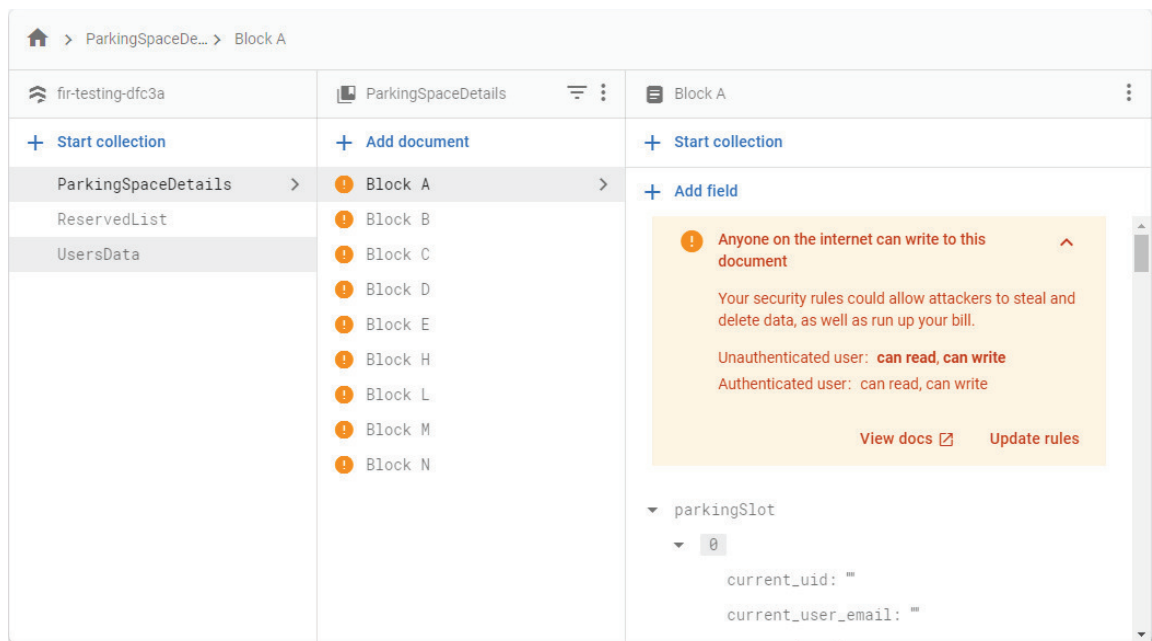 ParkingSpaceDe... > Block A
fir-testing-dfc3a
Start collection
ParkingSpaceDetails
ReservedList
UsersData
ParkingSpaceDetails
Add document
Block A
Block B
Block C
Block D
Block E
Block H
Block L
Block M
Block N
Block A
Start collection
Add field
Anyone on the internet can write to this
document
Your security rules could allow attackers to steal and
delete data, as well as run up your bill.
Unauthenticated user: can read, can write
Authenticated user: can read, can write
View docs Update rules
parkingSlot
0
current_uid: ""
current_user_email: ""